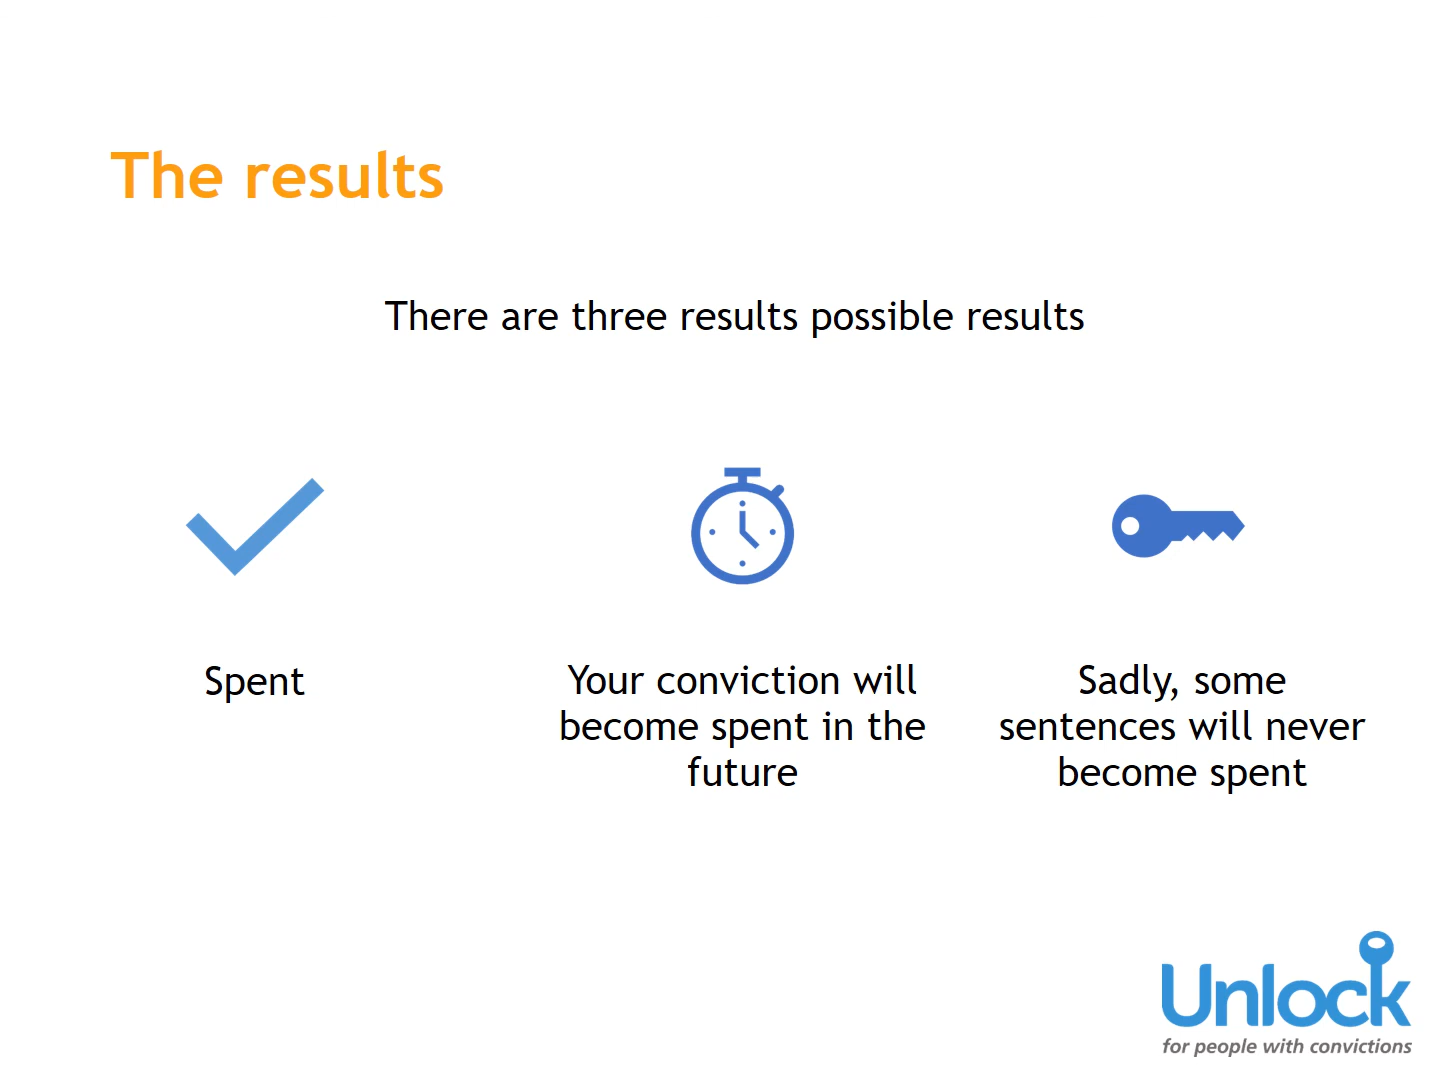 The results
There are three results possible results
Spent
Your conviction will
become spent in the
future
Sadly, some
sentences will never
become spent
Unlock
for people with convictions